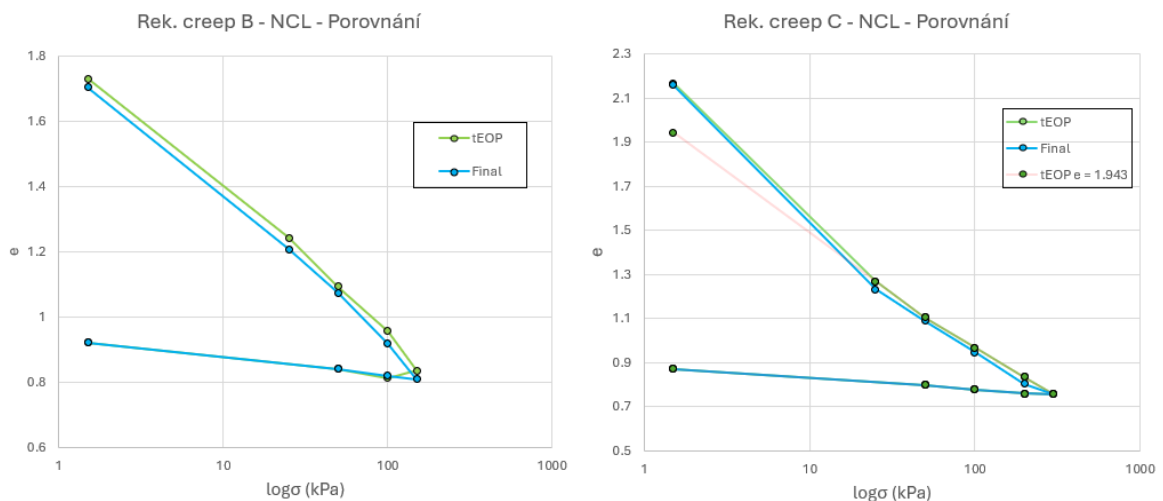 Rek. creep B - NCL - Porovnání
1.8
1.6
1.4
1.2
1
0.8
0.6
e
1
10
100
1000
logσ (kPa)
tEOP
Final
Rek. creep C - NCL - Porovnání
2.3
2.1
1.9
1.7
1.5
1.3
1.1
0.9
0.7
0.5
e
1
10
100
1000
logσ (kPa)
tEOP
Final
tEOP e = 1.943